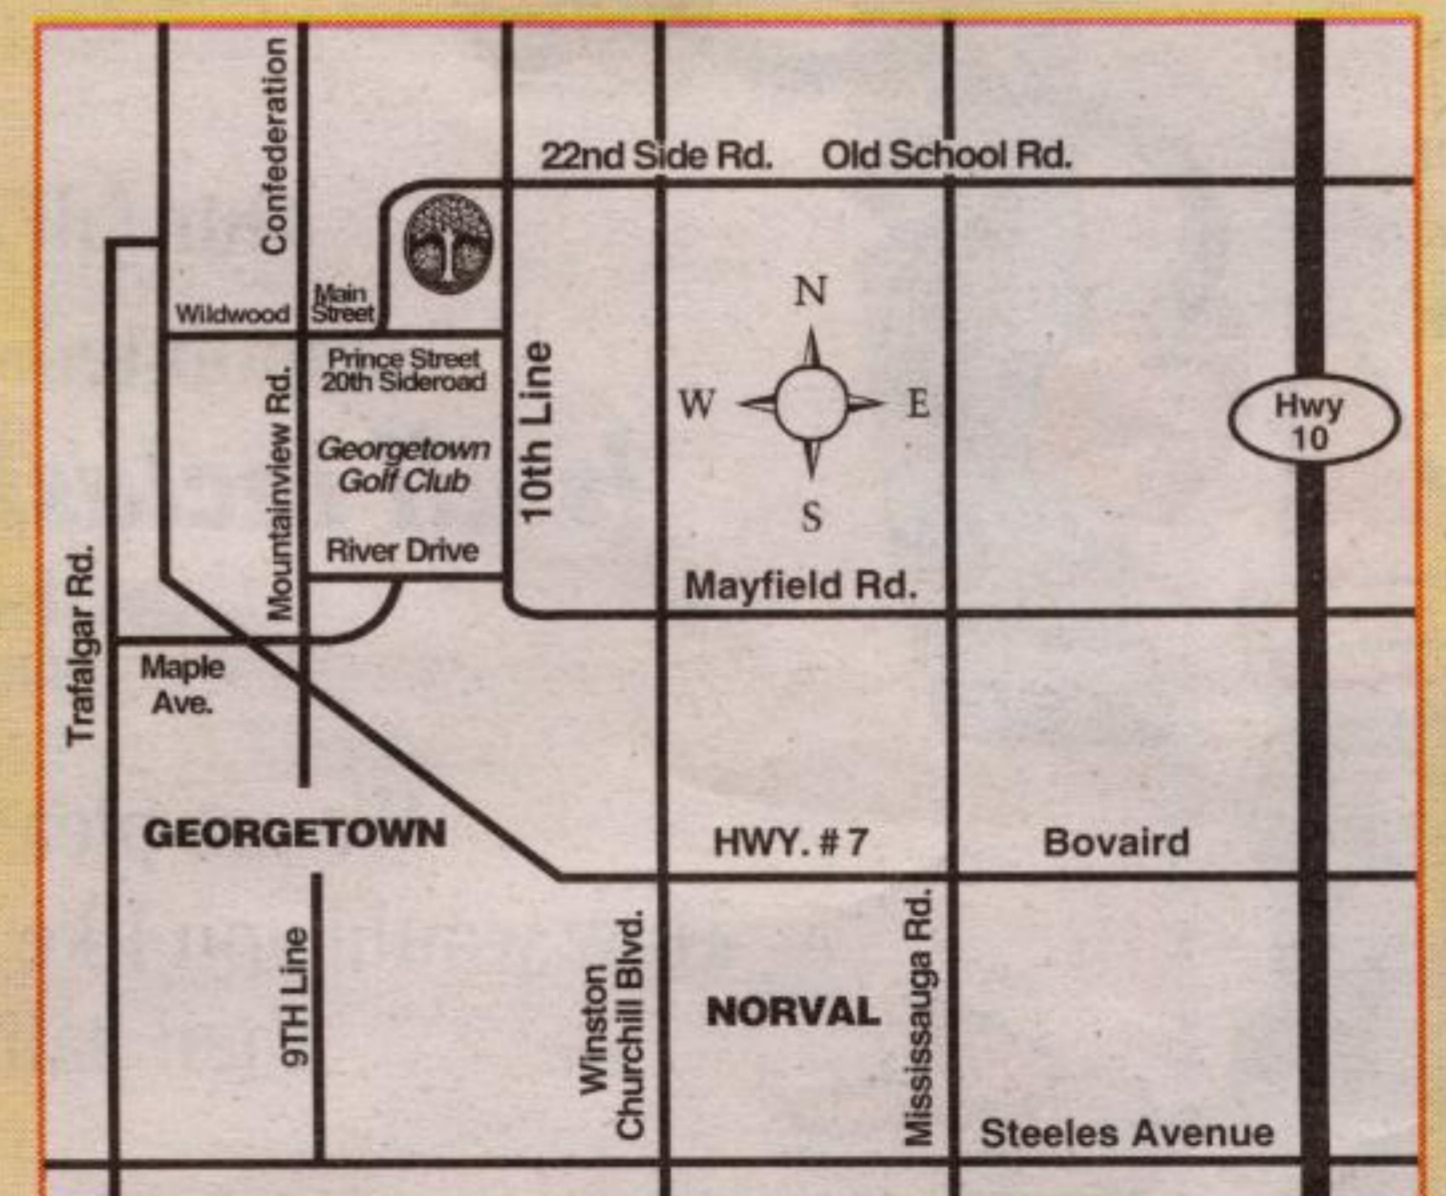 Confederation
22nd Side Rd.
Old School Rd.
Wildwood
Main
Street
Prince Street
20th Sideroad
Georgetown
Golf Club
Mountainview Rd.
10th Line
N
W
E
S
Hwy
10
River Drive
Mayfield Rd.
Trafalgar Rd.
Maple
Ave.
GEORGETOWN
HWY. # 7
Bovaird
9TH Line
Winston
Churchill Blvd.
NORVAL
Mississauga Rd.
Steeles Avenue